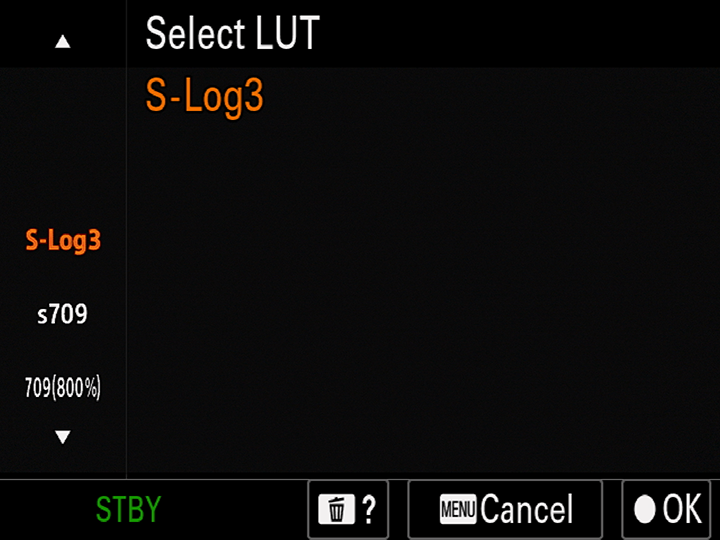 Select LUT
S-Log3
S-Log3
s709
709(800%)
STBY
?
MENU Cancel
OK